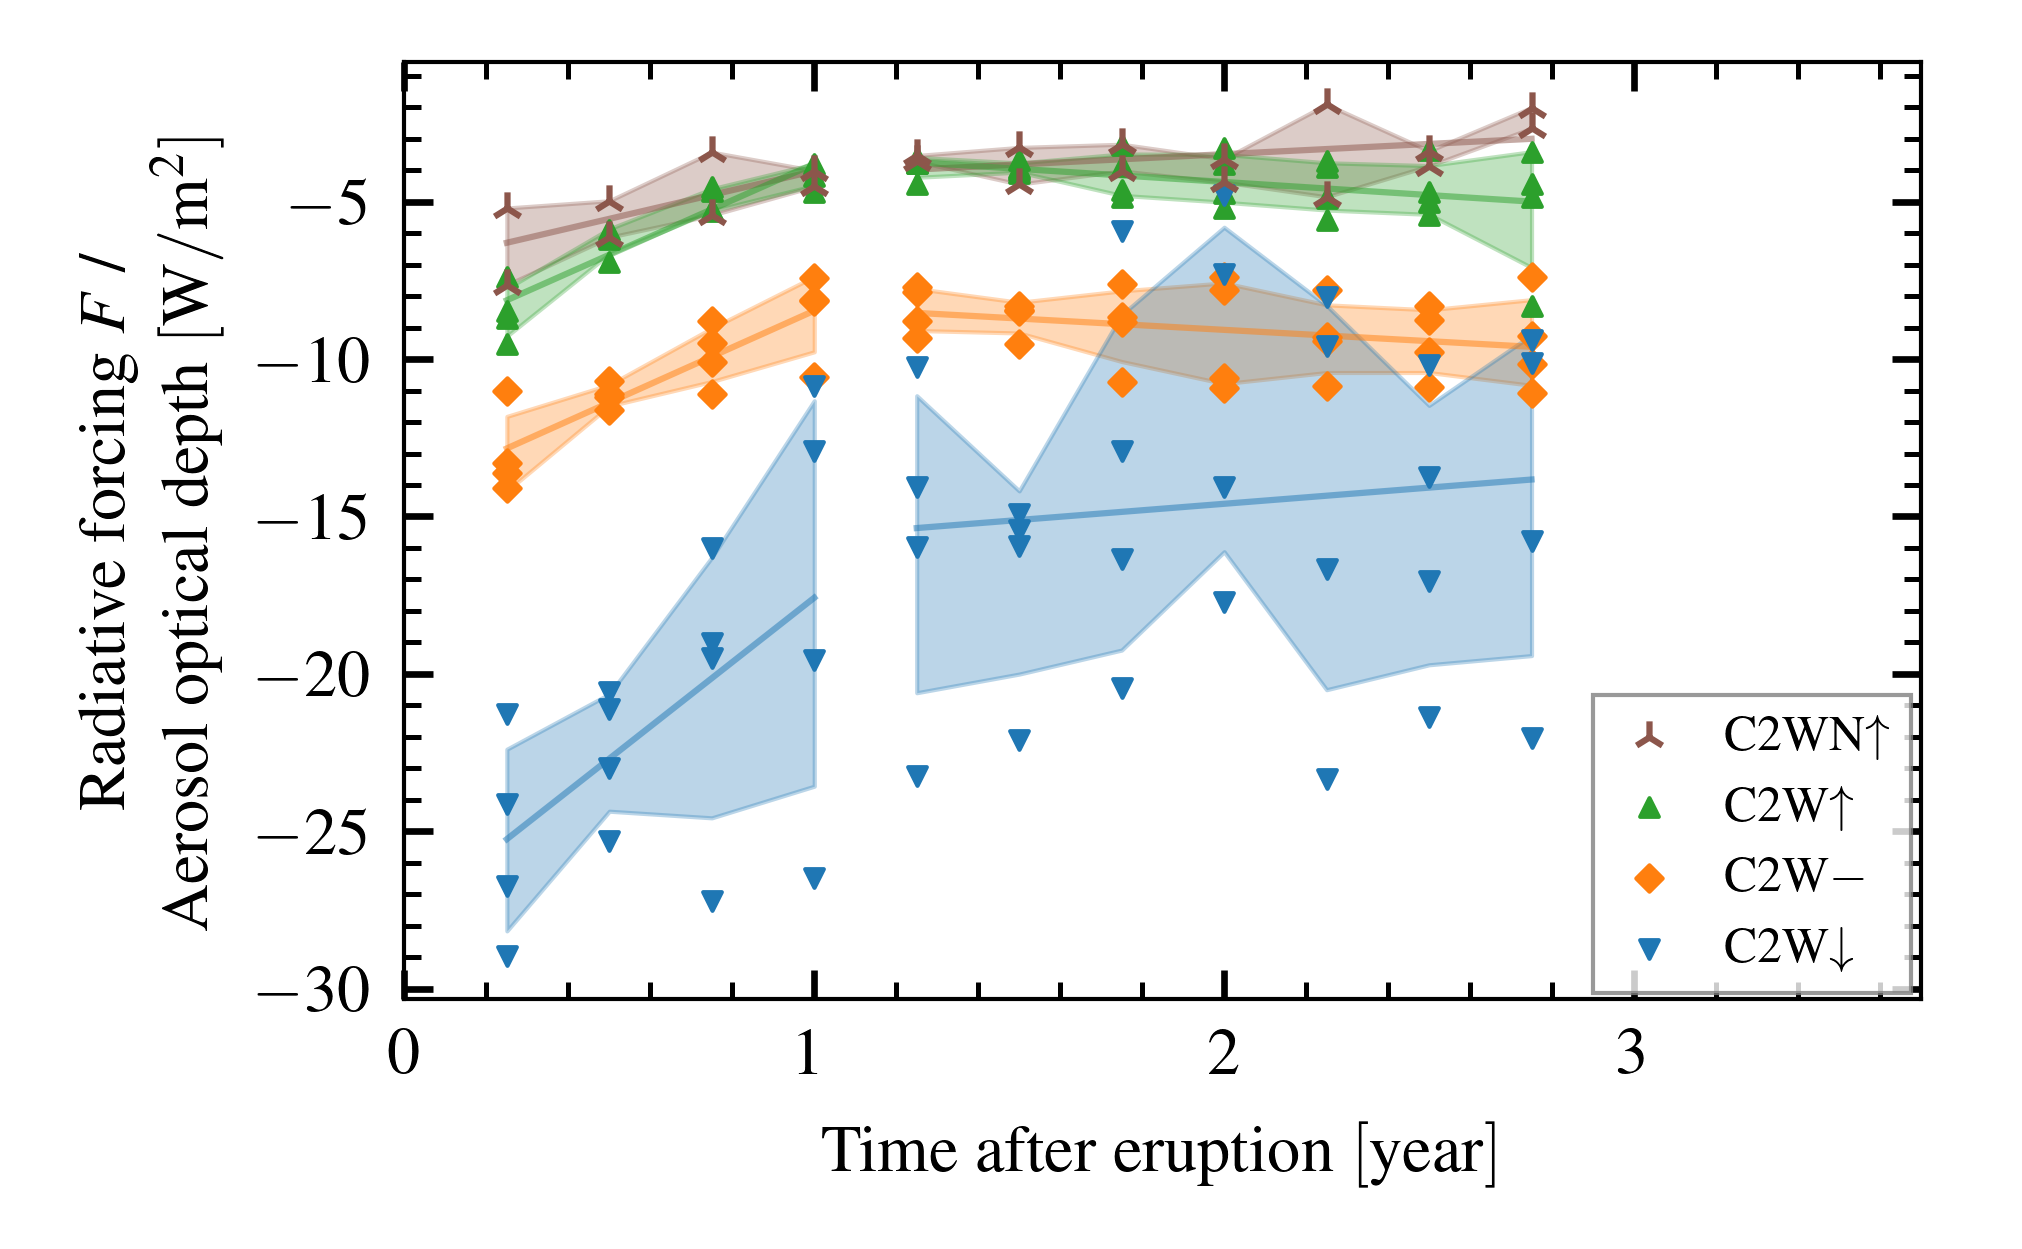 Radiative forcing F /
Aerosol optical depth [W/m²]
−5
−10
−15
−20
−25
−30
0
1
2
3
Time after eruption [year]
C2WN↑
C2W↑
C2W−
C2W↓